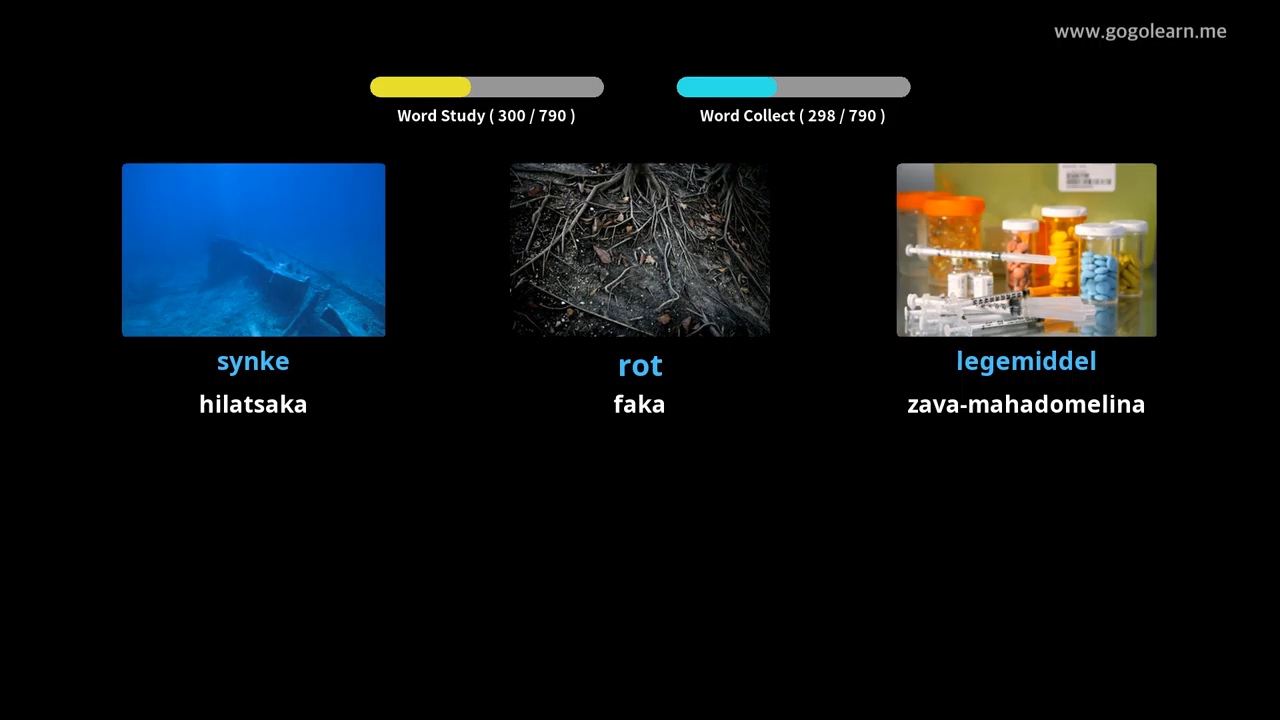 www.gogolearn.me
Word Study ( 300 / 790 )
Word Collect ( 298 / 790 )
synke
rot
legemiddel
hilatsaka
faka
zava-mahadomelina